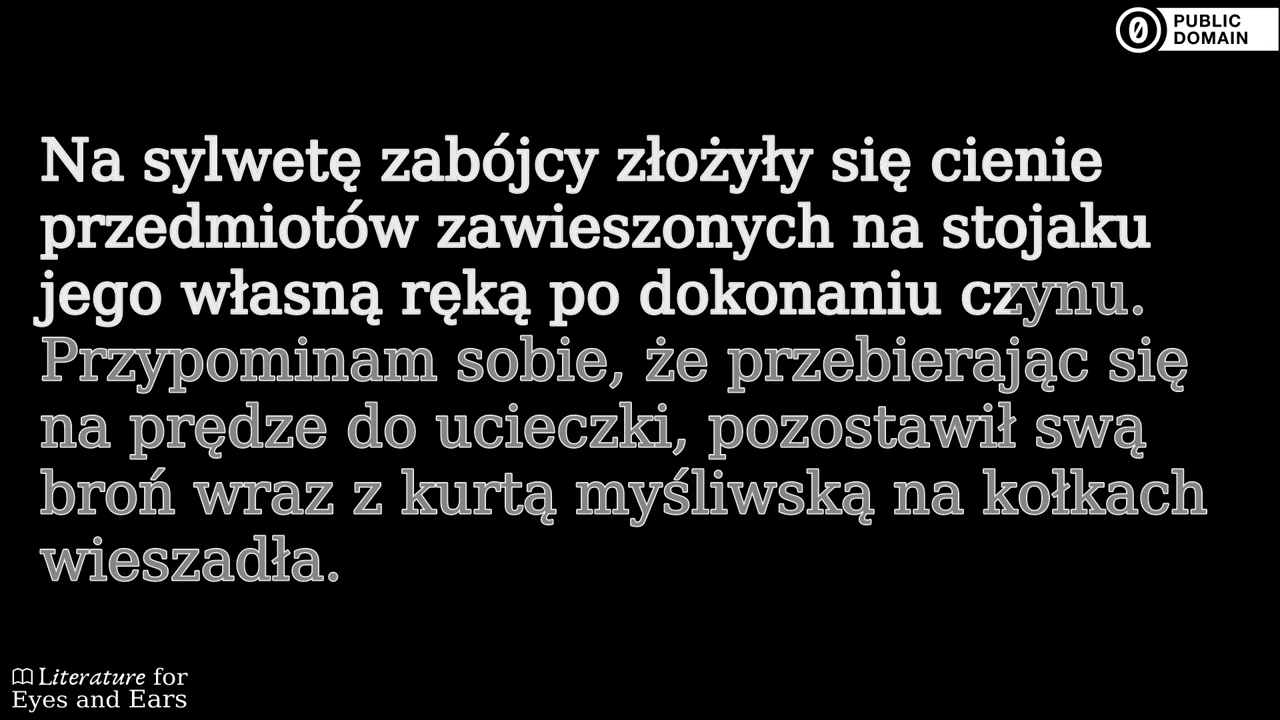 PUBLIC
DOMAIN
Na sylwetę zabójcy złożyły się cienie
przedmiotów zawieszonych na stojaku
jego własną ręką po dokonaniu czynu.
Przypominam sobie, że przebierając się
na prędze do ucieczki, pozostawił swą
broń wraz z kurtą myśliwską na kołkach
wieszadła.
Literature for
Eyes and Ears